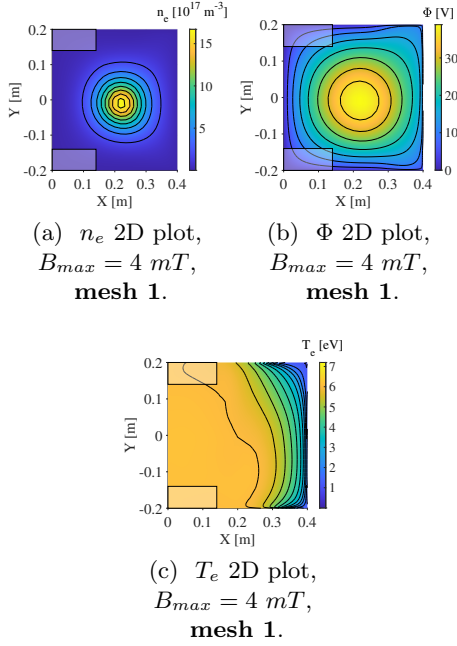 n_e [10^17 m^-3]
0.2
0.1
0
-0.1
-0.2
Y [m]
0 0.1 0.2 0.3 0.4
X [m]
15
10
5
Φ [V]
0.2
0.1
0
-0.1
-0.2
Y [m]
0 0.1 0.2 0.3 0.4
X [m]
30
20
10
0
(a) n_e 2D plot, B_max = 4 mT, mesh 1.
(b) Φ 2D plot, B_max = 4 mT, mesh 1.
T_e [eV]
0.2
0.1
0
-0.1
-0.2
Y [m]
0 0.1 0.2 0.3 0.4
X [m]
7
6
5
4
3
2
1
(c) T_e 2D plot,
B_max = 4 mT,
mesh 1.